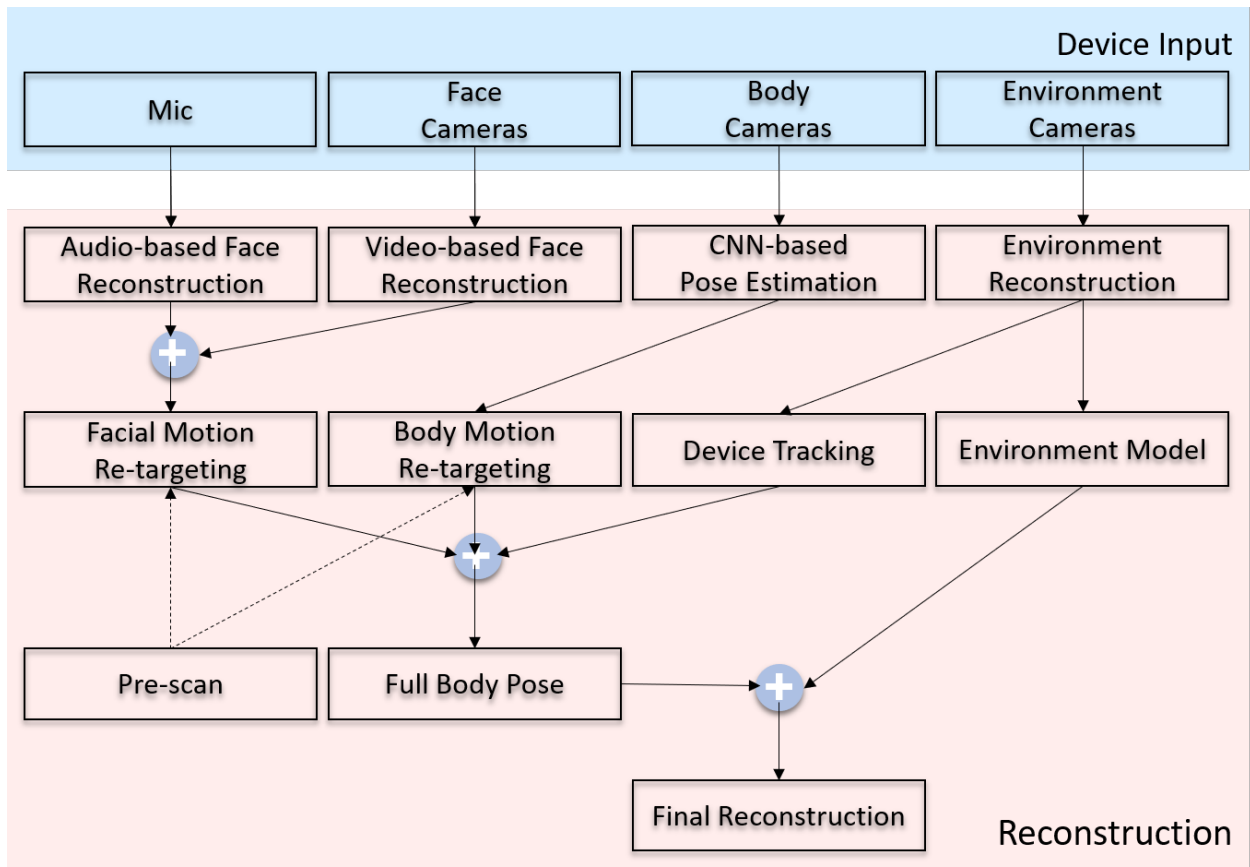 Device Input
Mic
Face
Cameras
Body
Cameras
Environment
Cameras
Audio-based Face
Reconstruction
Video-based Face
Reconstruction
CNN-based
Pose Estimation
Environment
Reconstruction
Facial Motion
Re-targeting
Body Motion
Re-targeting
Device Tracking
Environment Model
Pre-scan
Full Body Pose
Final Reconstruction
Reconstruction